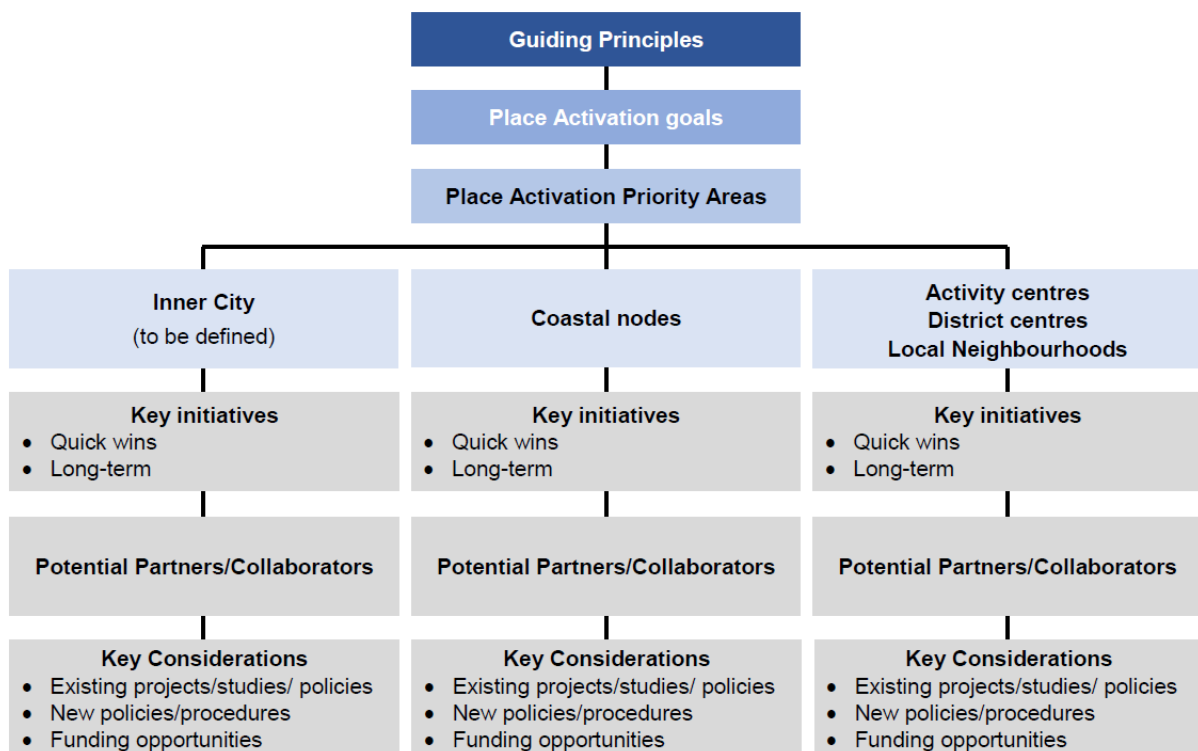 Guiding Principles
Place Activation goals
Place Activation Priority Areas
Inner City
(to be defined)
Coastal nodes
Activity centres
District centres
Local Neighbourhoods
Key initiatives
• Quick wins
• Long-term
Key initiatives
• Quick wins
• Long-term
Key initiatives
• Quick wins
• Long-term
Potential Partners/Collaborators
Potential Partners/Collaborators
Potential Partners/Collaborators
Key Considerations
• Existing projects/studies/ policies
• New policies/procedures
• Funding opportunities
Key Considerations
• Existing projects/studies/ policies
• New policies/procedures
• Funding opportunities
Key Considerations
• Existing projects/studies/ policies
• New policies/procedures
• Funding opportunities